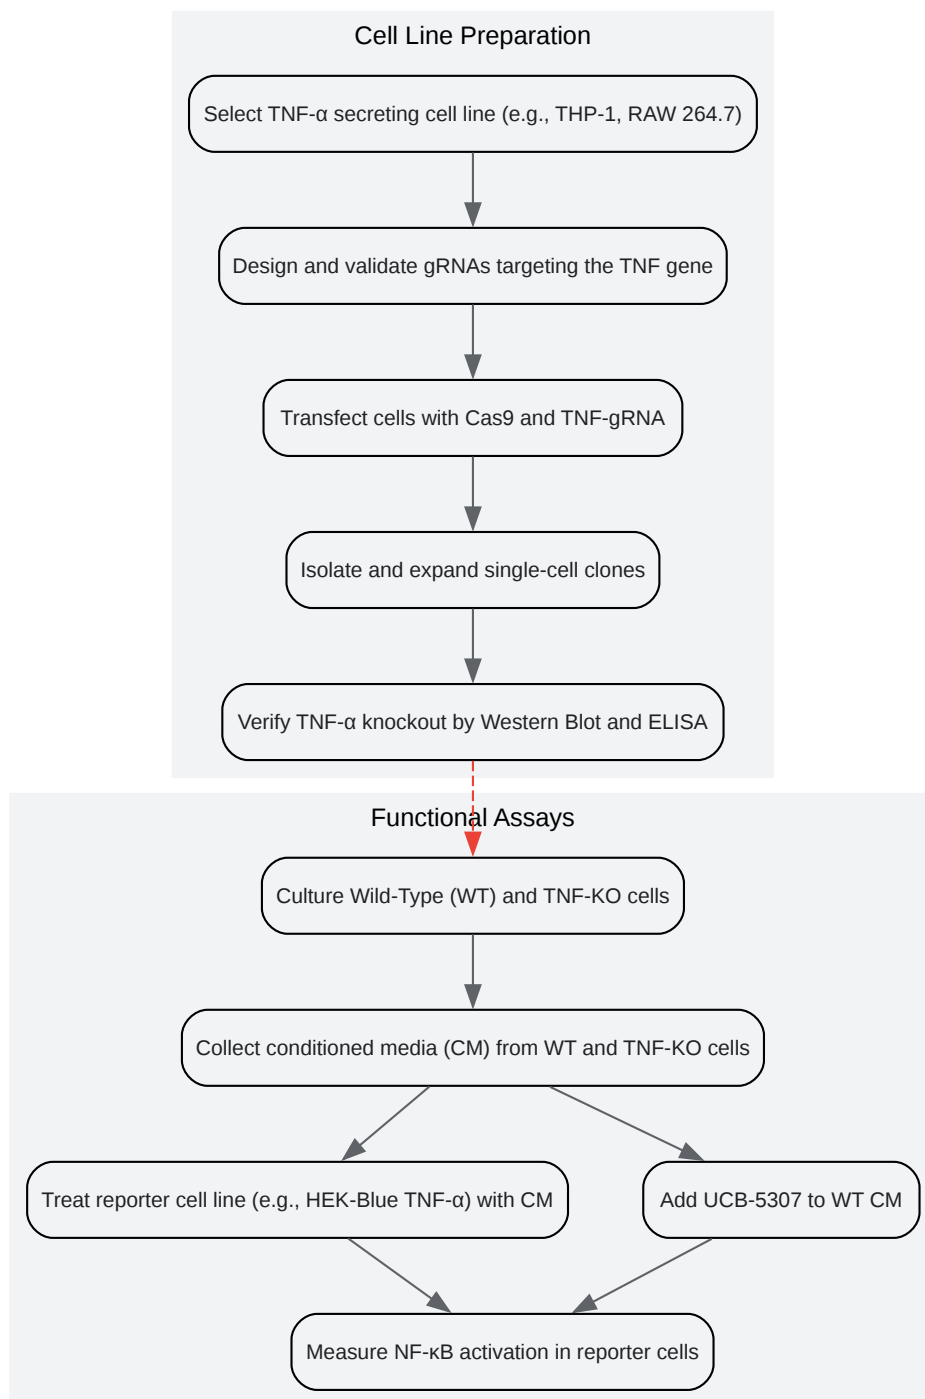 Cell Line Preparation
Select TNF-α secreting cell line (e.g., THP-1, RAW 264.7)
Design and validate gRNAs targeting the TNF gene
Transfect cells with Cas9 and TNF-gRNA
Isolate and expand single-cell clones
Verify TNF-α knockout by Western Blot and ELISA
Functional Assays
Culture Wild-Type (WT) and TNF-KO cells
Collect conditioned media (CM) from WT and TNF-KO cells
Treat reporter cell line (e.g., HEK-Blue TNF-α) with CM
Add UCB-5307 to WT CM
Measure NF-κB activation in reporter cells